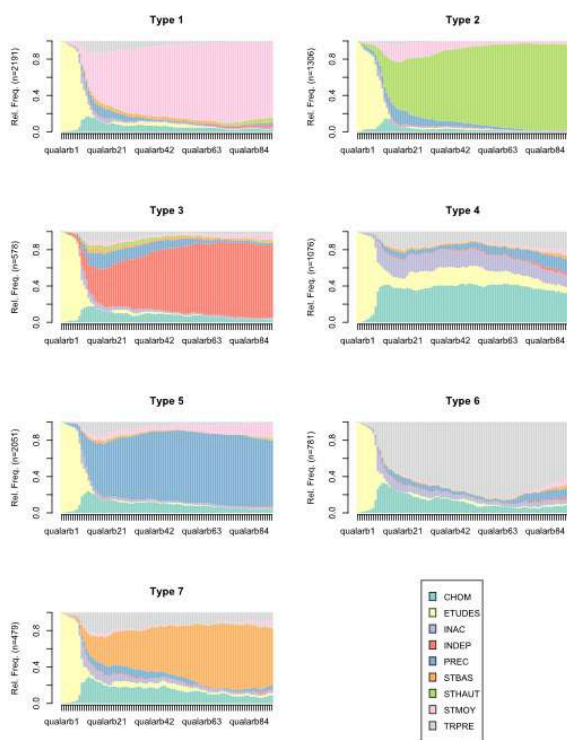 Type 1
Rel. Freq. (n=2191)
0.0 0.4 0.8
qualarb1 qualarb21 qualarb42 qualarb63 qualarb84
Type 2
Rel. Freq. (n=1306)
0.0 0.4 0.8
qualarb1 qualarb21 qualarb42 qualarb63 qualarb84
Type 3
Rel. Freq. (n=578)
0.0 0.4 0.8
qualarb1 qualarb21 qualarb42 qualarb63 qualarb84
Type 4
Rel. Freq. (n=1076)
0.0 0.4 0.8
qualarb1 qualarb21 qualarb42 qualarb63 qualarb84
Type 5
Rel. Freq. (n=2051)
0.0 0.4 0.8
qualarb1 qualarb21 qualarb42 qualarb63 qualarb84
Type 6
Rel. Freq. (n=781)
0.0 0.4 0.8
qualarb1 qualarb21 qualarb42 qualarb63 qualarb84
Type 7
Rel. Freq. (n=479)
0.0 0.4 0.8
qualarb1 qualarb21 qualarb42 qualarb63 qualarb84
CHOM
ETUDES
INAC
INDEP
PREC
STBAS
STHAUT
STMOY
TRPRE